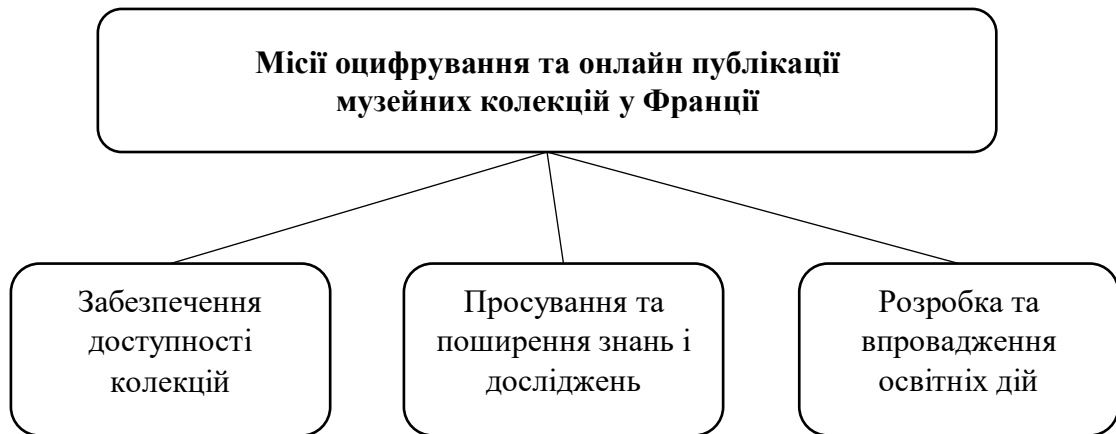 Місії оцифрування та онлайн публікації
музейних колекцій у Франції
Забезпечення
доступності
колекцій
Просування та
поширення знань і
досліджень
Розробка та
впровадження
освітніх дій